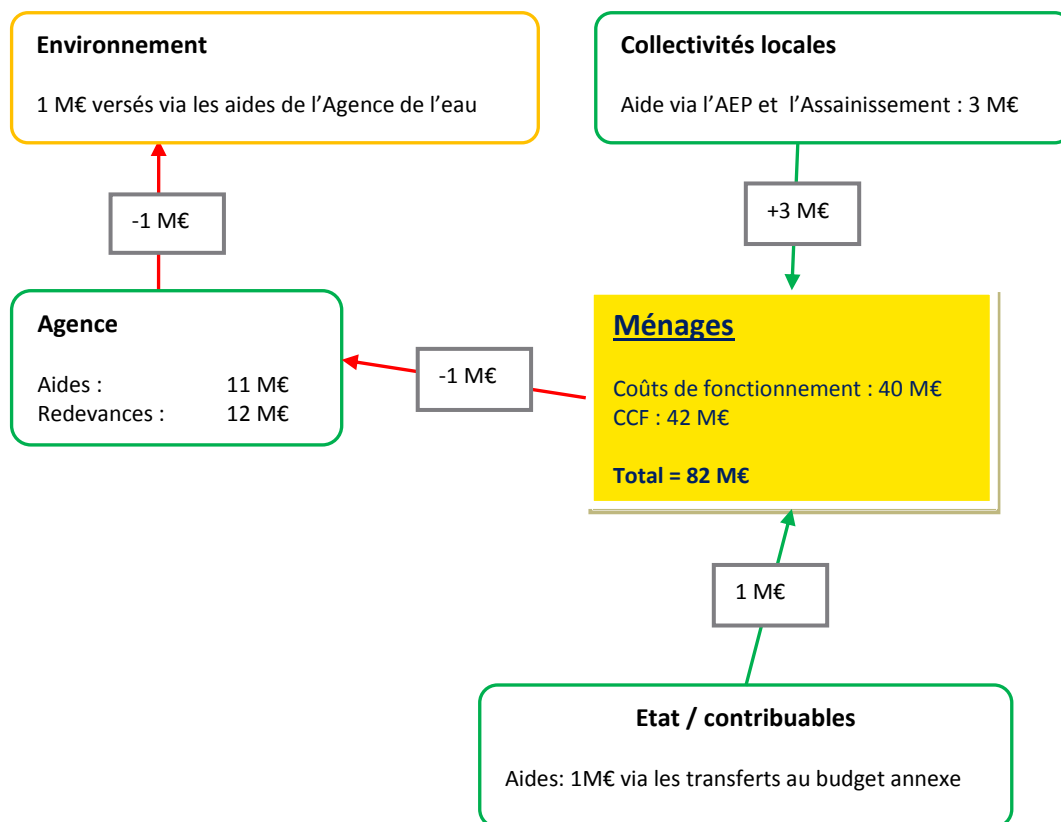 Environnement
1 M€ versés via les aides de l’Agence de l’eau
Collectivités locales
Aide via l’AEP et l’Assainissement : 3 M€
-1 M€
+3 M€
Agence
Aides : 11 M€
Redevances : 12 M€
-1 M€
Ménages
Coûts de fonctionnement : 40 M€
CCF : 42 M€
Total = 82 M€
1 M€
Etat / contribuables
Aides: 1M€ via les transferts au budget annexe